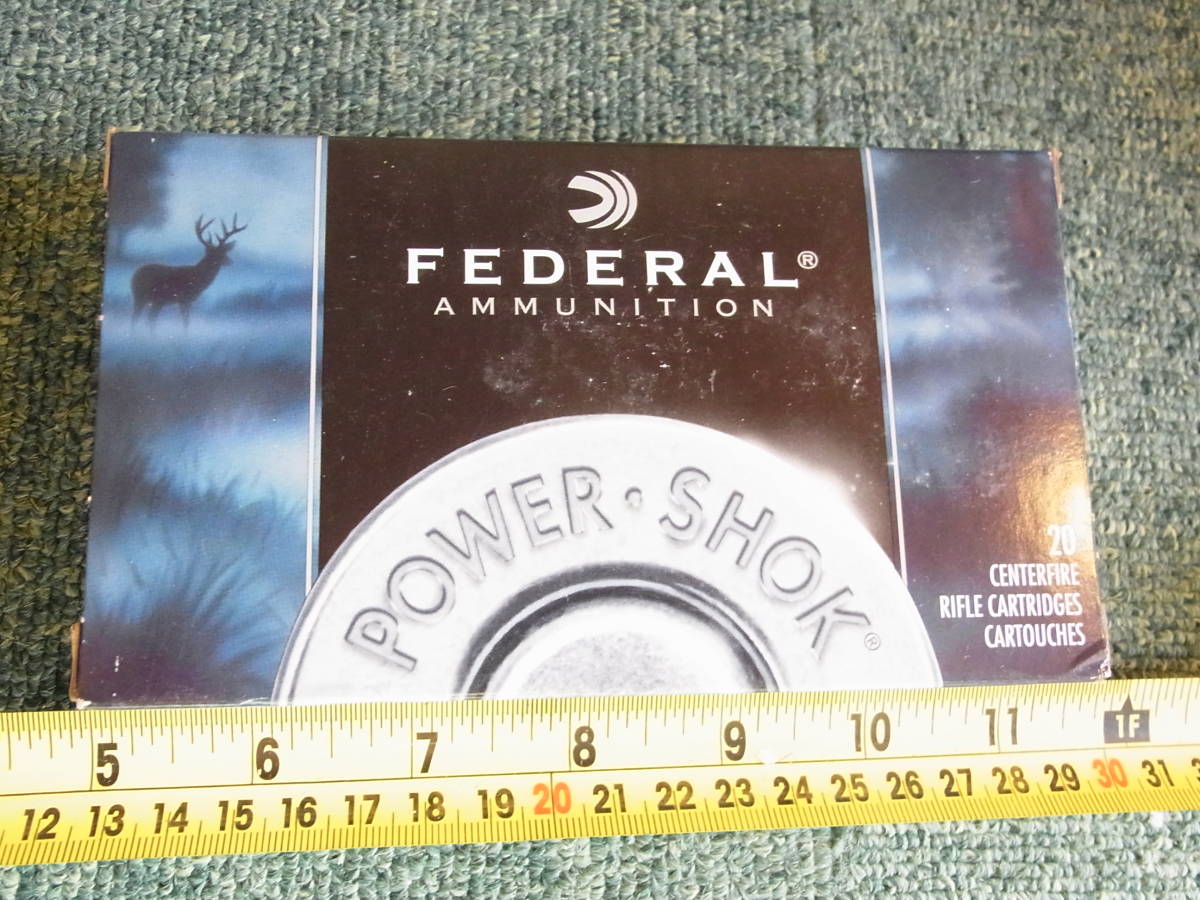 FEDERAL®
AMMUNITION
POWER·SHOK®
20
CENTERFIRE
RIFLE CARTRIDGES
CARTOUCHES
5 6 7 8 9 10 11 1F
12 13 14 15 16 17 18 19 20 21 22 23 24 25 26 27 28 29 30 31